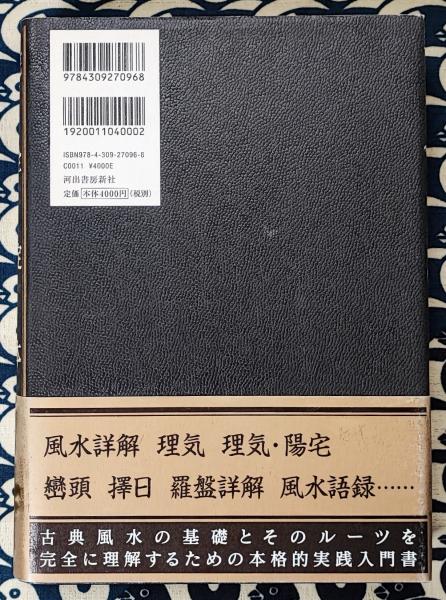 9784309270968
1920011040002
ISBN978-4-309-27096-8
C0011 ¥4000E
河出書房新社
定価 本体4000円(税別)
風水詳解 理気 理気・陽宅
巒頭 擇日 羅盤詳解 風水語録……
古典風水の基礎とそのルーツを
完全に理解するための本格的実践入門書